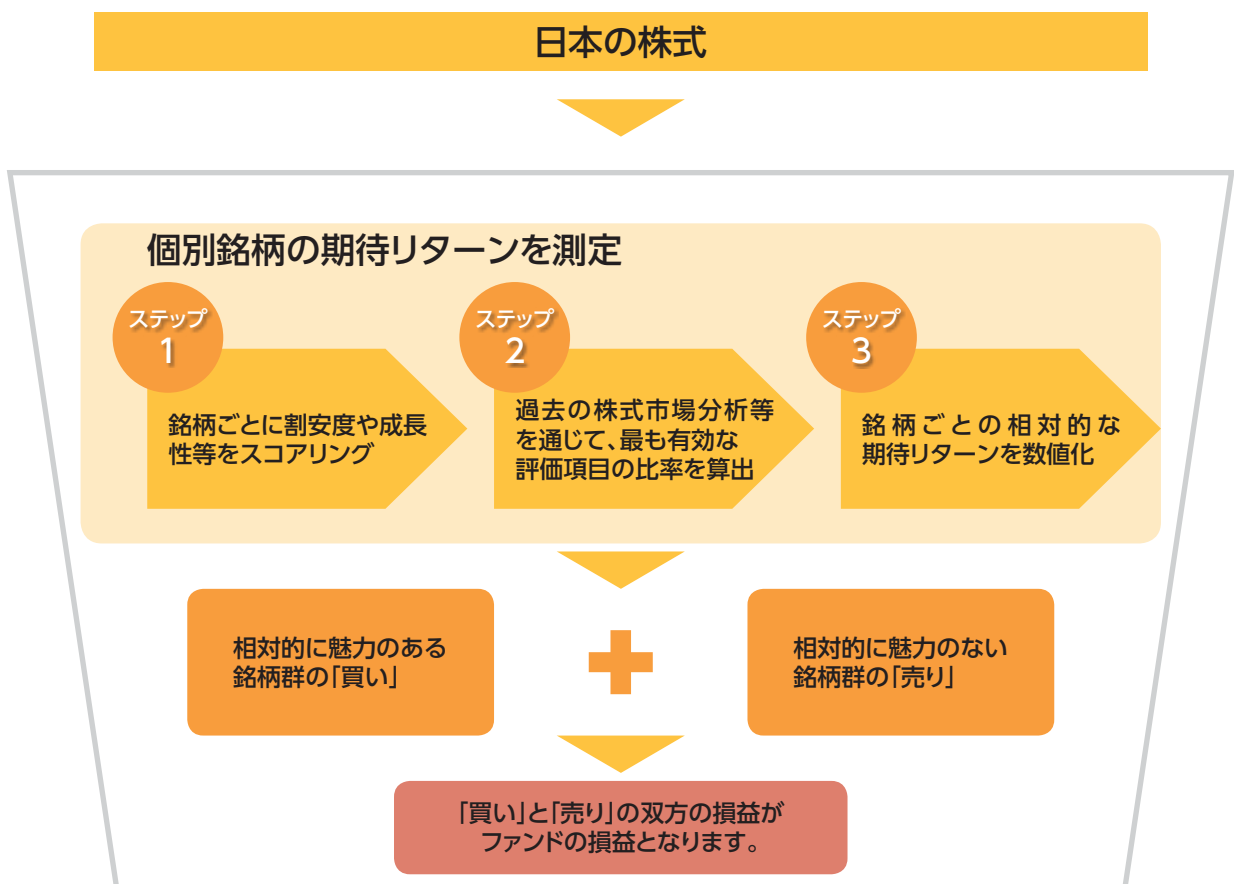 日本の株式
個別銘柄の期待リターンを測定
ステップ
1
銘柄ごとに割安度や成長
性等をスコアリング
ステップ
2
過去の株式市場分析等
を通じて、最も有効な
評価項目の比率を算出
ステップ
3
銘柄ごとの相対的な
期待リターンを数値化
相対的に魅力のある
銘柄群の「買い」
相対的に魅力のない
銘柄群の「売り」
「買い」と「売り」の双方の損益が
ファンドの損益となります。